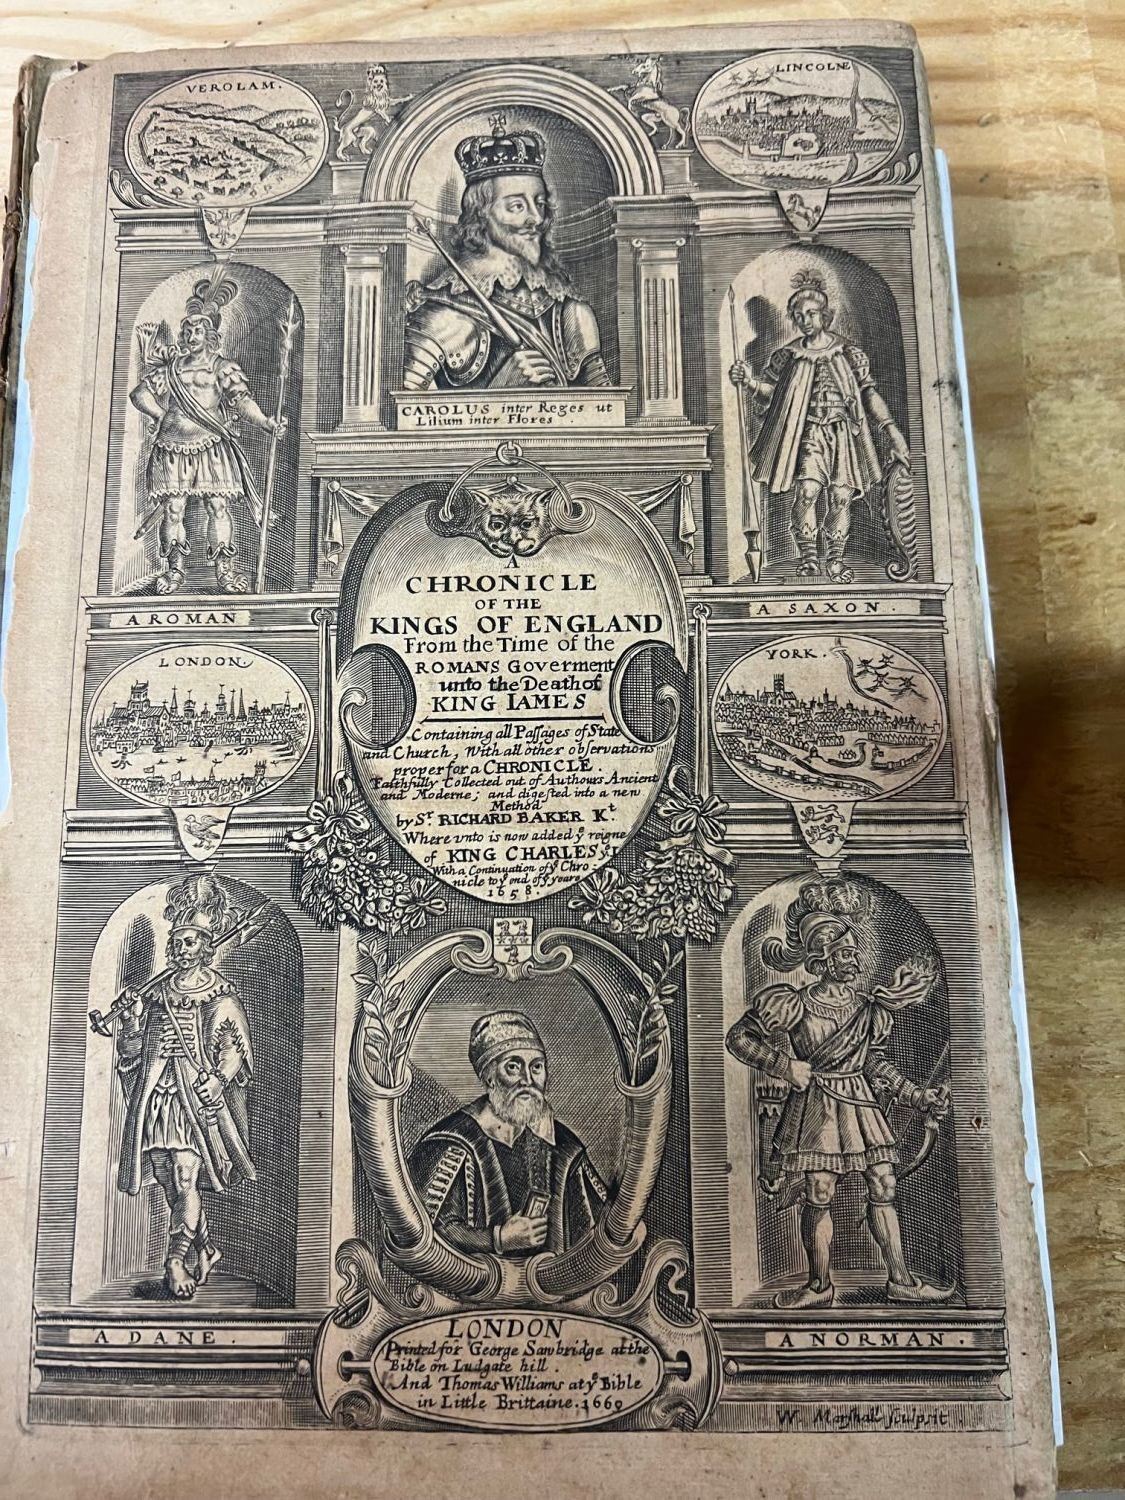 VEROLAM.
LINCOLNE
CAROLUS inter Reges ut
Lilium inter Flores.
A
CHRONICLE
OF THE
KINGS OF ENGLAND
From the Time of the
ROMANS Goverment
unto the Death of
KING IAMES
Containing all Passages of State
and Church, With all other observations
proper for a CHRONICLE.
Faithfully Collected out of Authours Ancient
and Moderne; and digested into a new
Method
by Sr. RICHARD BAKER Kt.
Where vnto is now added ye reigne
of KING CHARLES ye I
With a Continuation of ye Chro
nicle to ye end of ye yeare
1658.
A ROMAN
A SAXON.
LONDON.
YORK.
A DANE.
A NORMAN.
LONDON
Printed for George Sawbridge at the
Bible on Ludgate hill.
And Thomas Williams at ye Bible
in Little Brittaine. 1669
W. Marshall sculpsit.